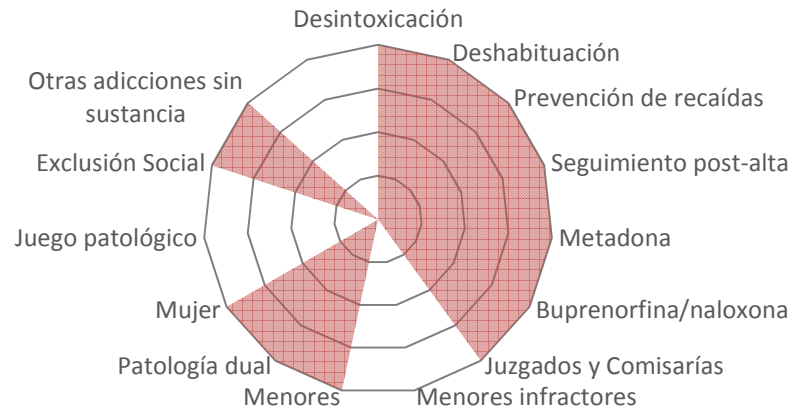 Desintoxicación
Deshabituación
Prevención de recaídas
Seguimiento post-alta
Metadona
Buprenorfina/naloxona
Juzgados y Comisarías
Menores infractores
Menores
Patología dual
Mujer
Juego patológico
Exclusión Social
Otras adicciones sin
sustancia